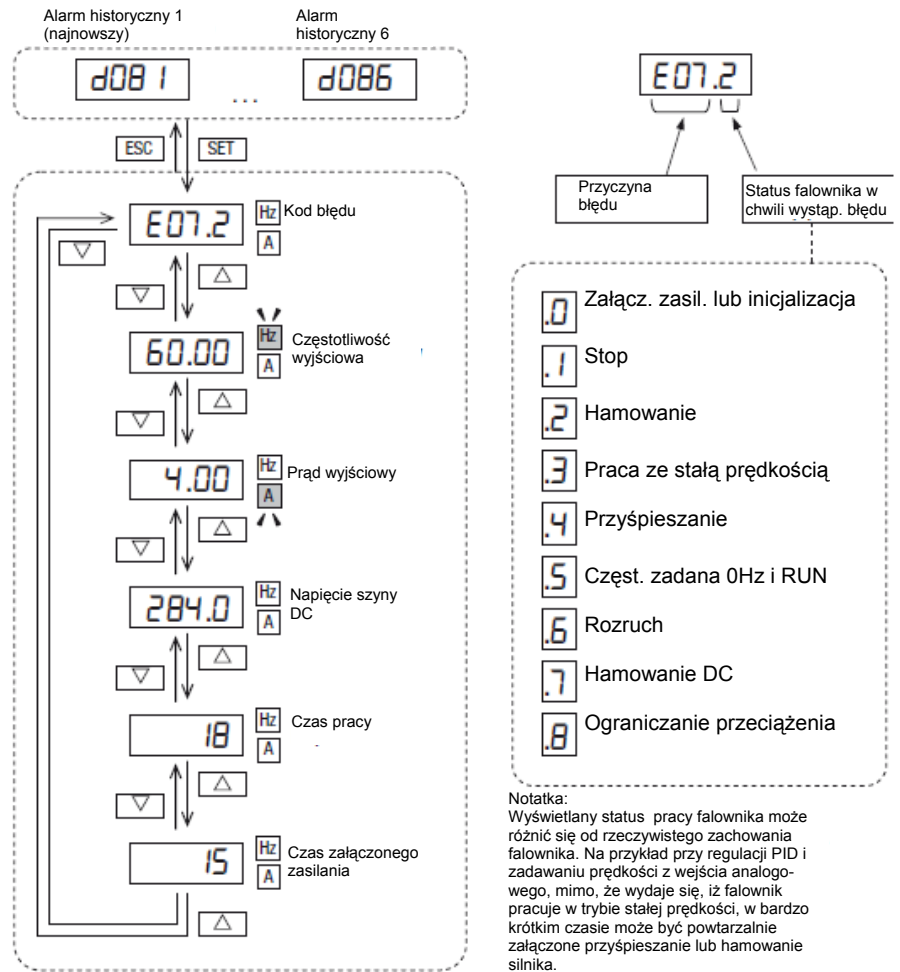 Alarm historyczny 1
(najnowszy)
Alarm
historyczny 6
d081
...
d086
ESC
SET
E07.2
Hz
A
Kod błędu
60.00
Hz
A
Częstotliwość
wyjściowa
4.00
Hz
A
Prąd wyjściowy
284.0
Hz
A
Napięcie szyny
DC
18
Hz
A
Czas pracy
15
Hz
A
Czas załączonego
zasilania
E07.2
Przyczyna
błędu
Status falownika w
chwili wystąp. błędu
.0 Załącz. zasil. lub inicjalizacja
.1 Stop
.2 Hamowanie
.3 Praca ze stałą prędkością
.4 Przyśpieszanie
.5 Częst. zadana 0Hz i RUN
.6 Rozruch
.7 Hamowanie DC
.8 Ograniczanie przeciążenia
Notatka:
Wyświetlany status pracy falownika może
różnić się od rzeczywistego zachowania
falownika. Na przykład przy regulacji PID i
zadawaniu prędkości z wejścia analogo-
wego, mimo, że wydaje się, iż falownik
pracuje w trybie stałej prędkości, w bardzo
krótkim czasie może być powtarzalnie
załączone przyśpieszanie lub hamowanie
silnika.